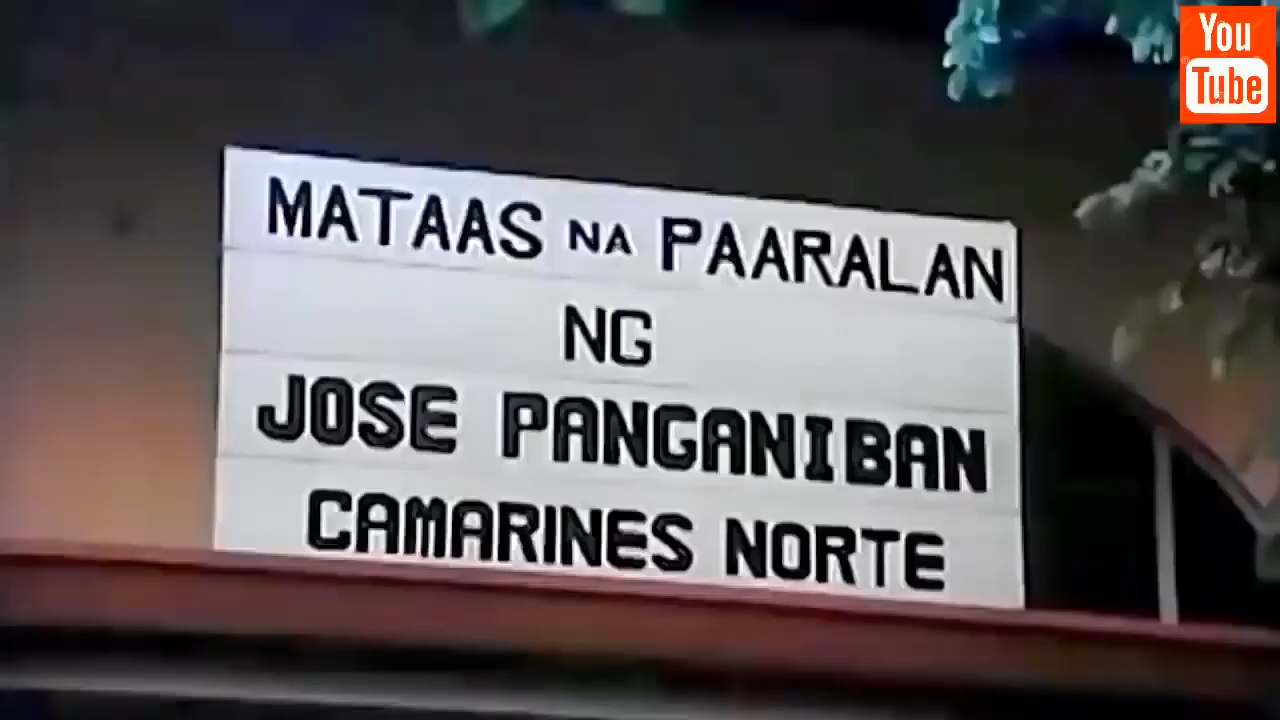 You
Tube
MATAAS NA PAARALAN
NG
JOSE PANGANIBAN
CAMARINES NORTE